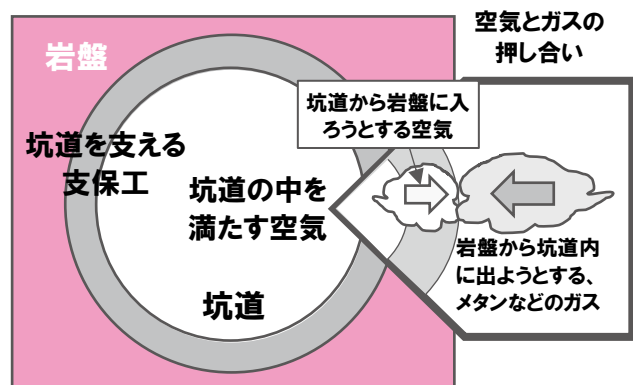 空気とガスの
押し合い
岩盤
坑道から岩盤に入
ろうとする空気
坑道を支える
支保工
坑道の中を
満たす空気
岩盤から坑道内
に出ようとする、
メタンなどのガス
坑道